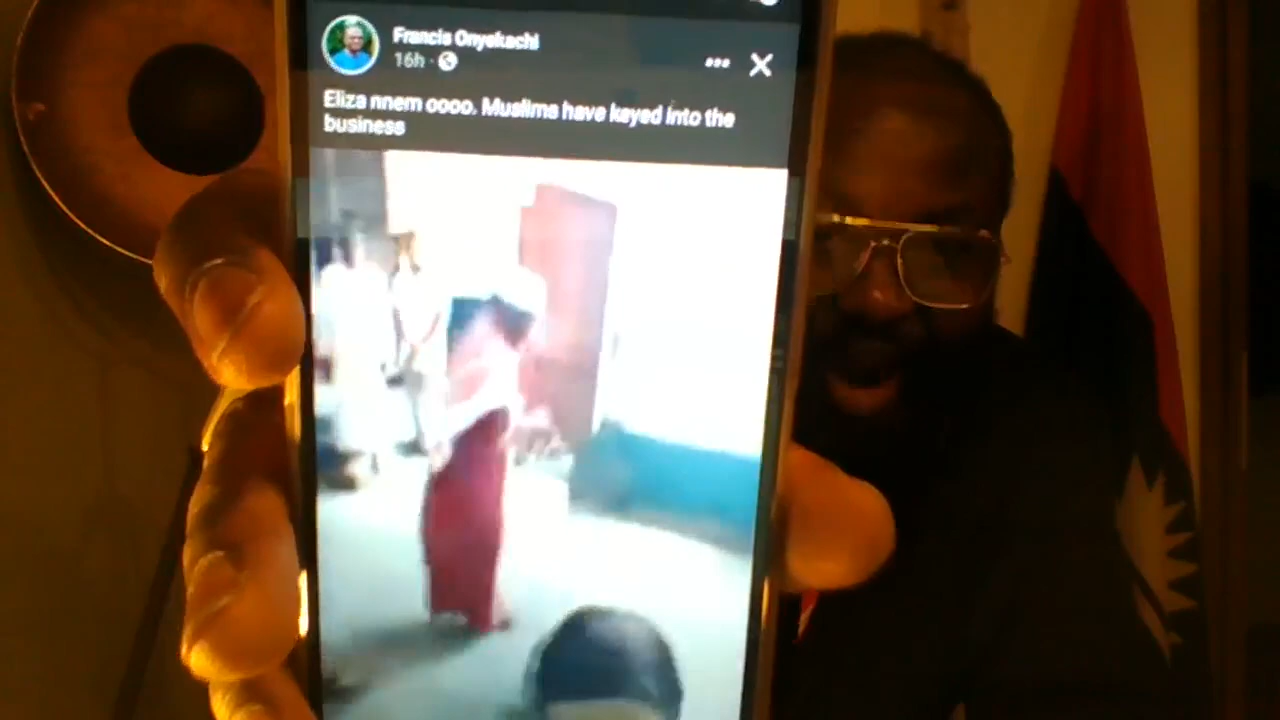 Francis Onyekachi
16h
Eliza nnem oooo. Muslims have keyed into the
business